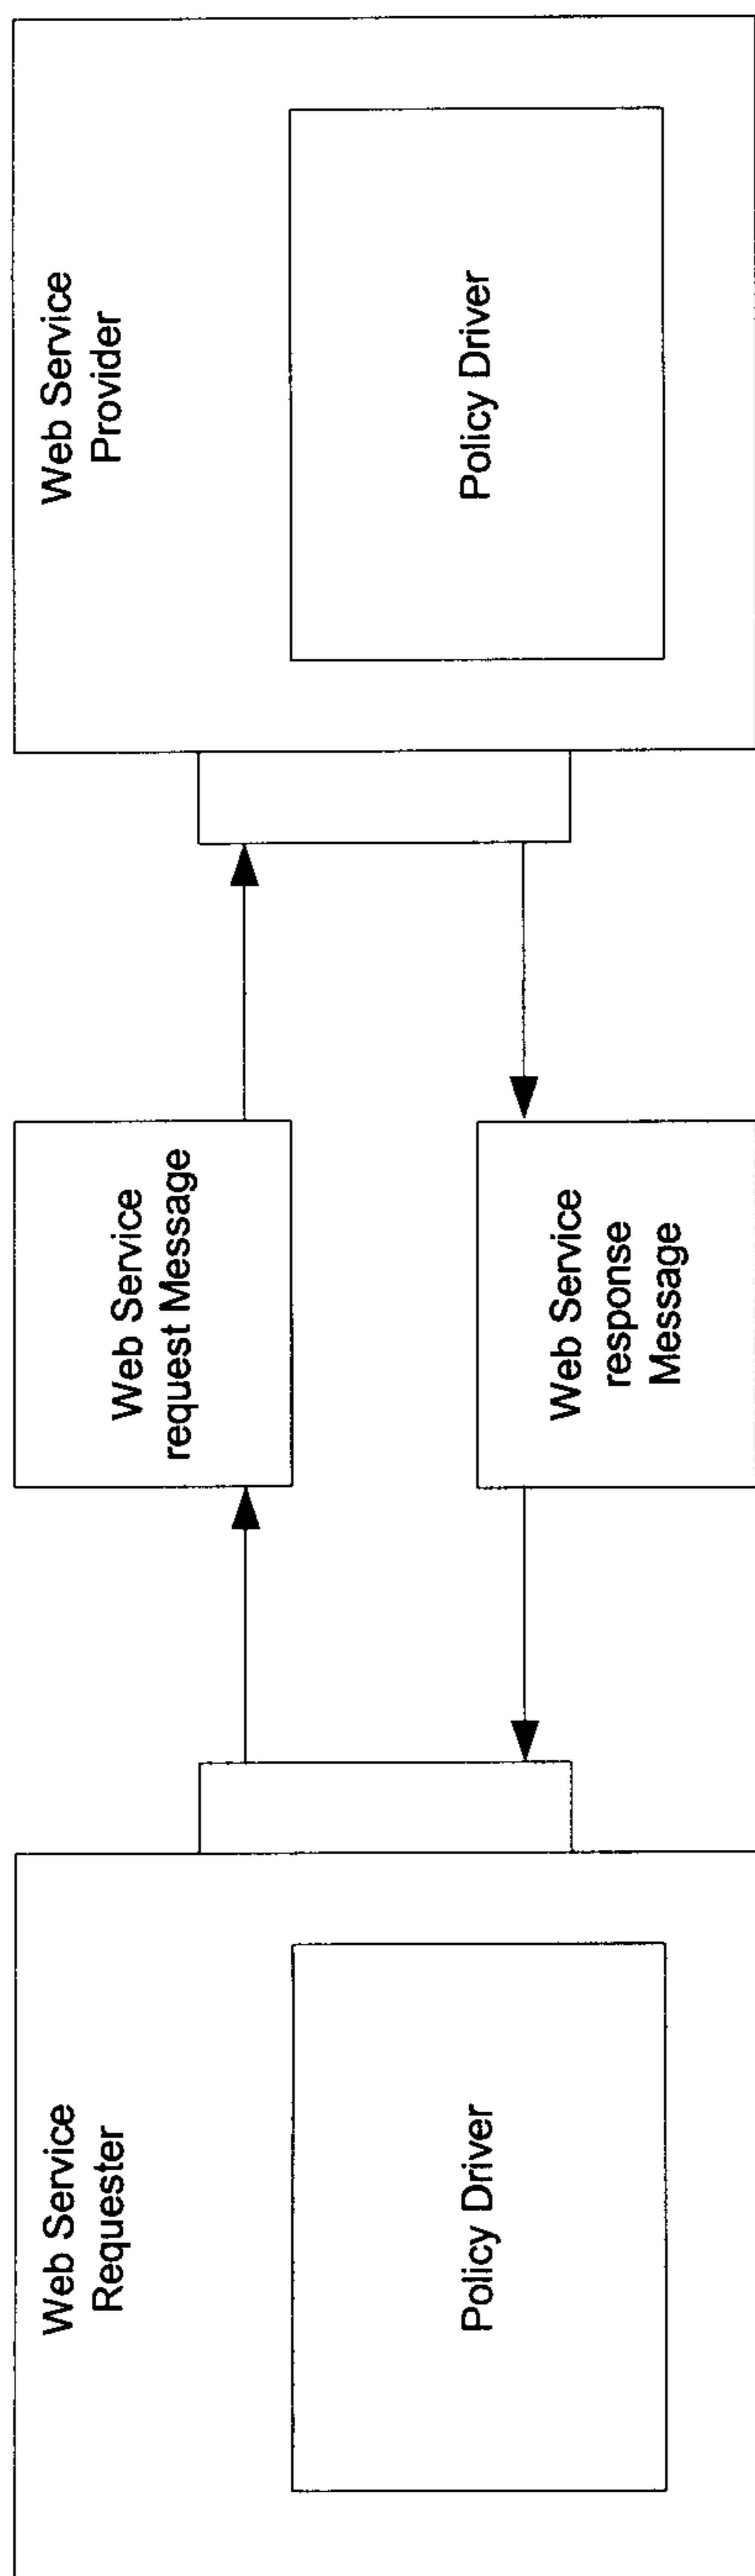 Web Service
Requester
Policy Driver
Web Service
request Message
Web Service
response
Message
Web Service
Provider
Policy Driver